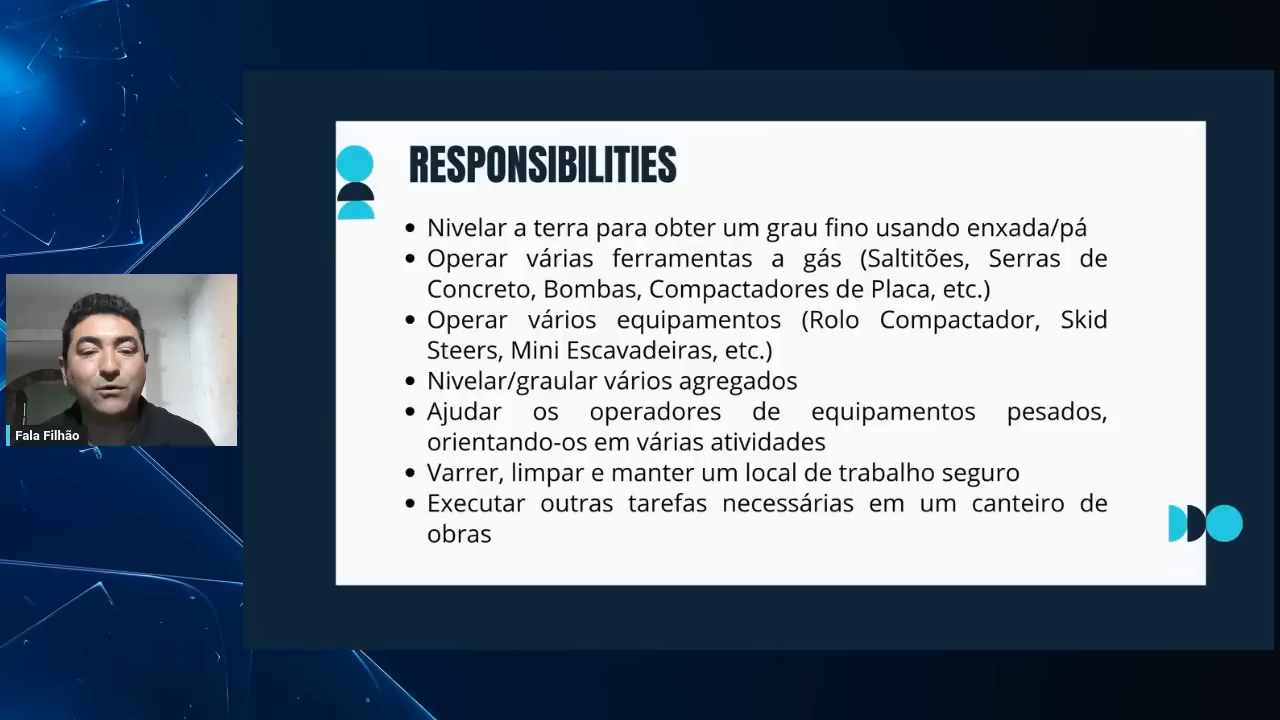 RESPONSIBILITIES
• Nivelar a terra para obter um grau fino usando enxada/pá
• Operar várias ferramentas a gás (Saltitões, Serras de
Concreto, Bombas, Compactadores de Placa, etc.)
• Operar vários equipamentos (Rolo Compactador, Skid
Steers, Mini Escavadeiras, etc.)
• Nivelar/graular vários agregados
• Ajudar os operadores de equipamentos pesados,
orientando-os em várias atividades
• Varrer, limpar e manter um local de trabalho seguro
• Executar outras tarefas necessárias em um canteiro de
obras
Fala Filhão